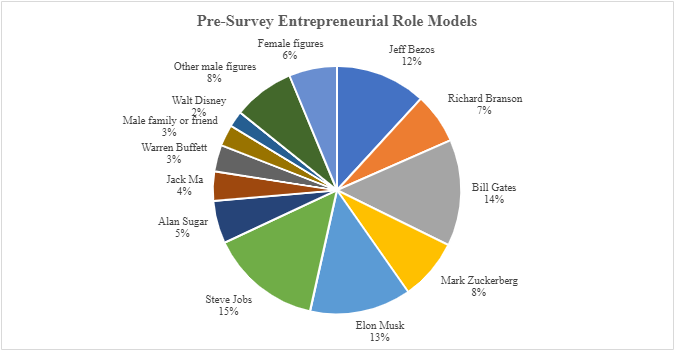 Pre-Survey Entrepreneurial Role Models
Female figures
6%
Jeff Bezos
12%
Other male figures
8%
Richard Branson
7%
Walt Disney
2%
Male family or friend
3%
Warren Buffett
3%
Jack Ma
4%
Bill Gates
14%
Alan Sugar
5%
Mark Zuckerberg
8%
Steve Jobs
15%
Elon Musk
13%